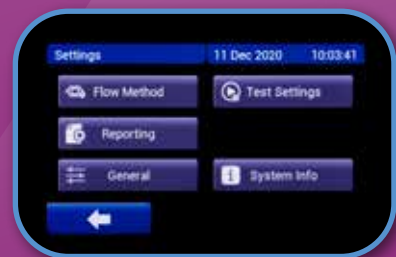 Settings 11 Dec 2020 10:03:41
Flow Method Test Settings
Reporting
General System Info